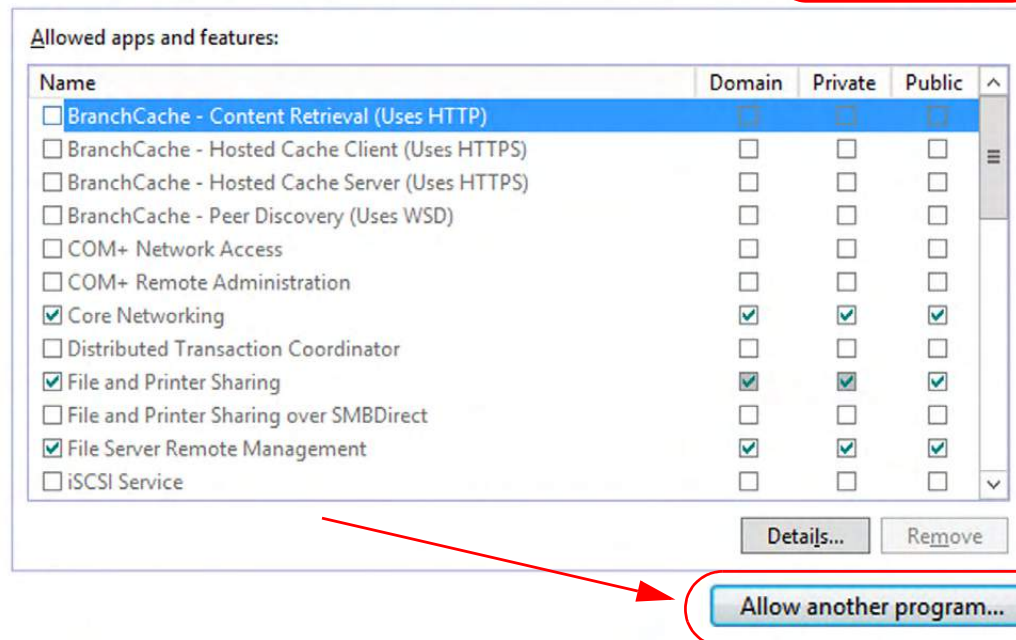 Allowed apps and features:
Name Domain Private Public
BranchCache - Content Retrieval (Uses HTTP)
BranchCache - Hosted Cache Client (Uses HTTPS)
BranchCache - Hosted Cache Server (Uses HTTPS)
BranchCache - Peer Discovery (Uses WSD)
COM+ Network Access
COM+ Remote Administration
Core Networking
Distributed Transaction Coordinator
File and Printer Sharing
File and Printer Sharing over SMBDirect
File Server Remote Management
iSCSI Service
Details... Remove
Allow another program...